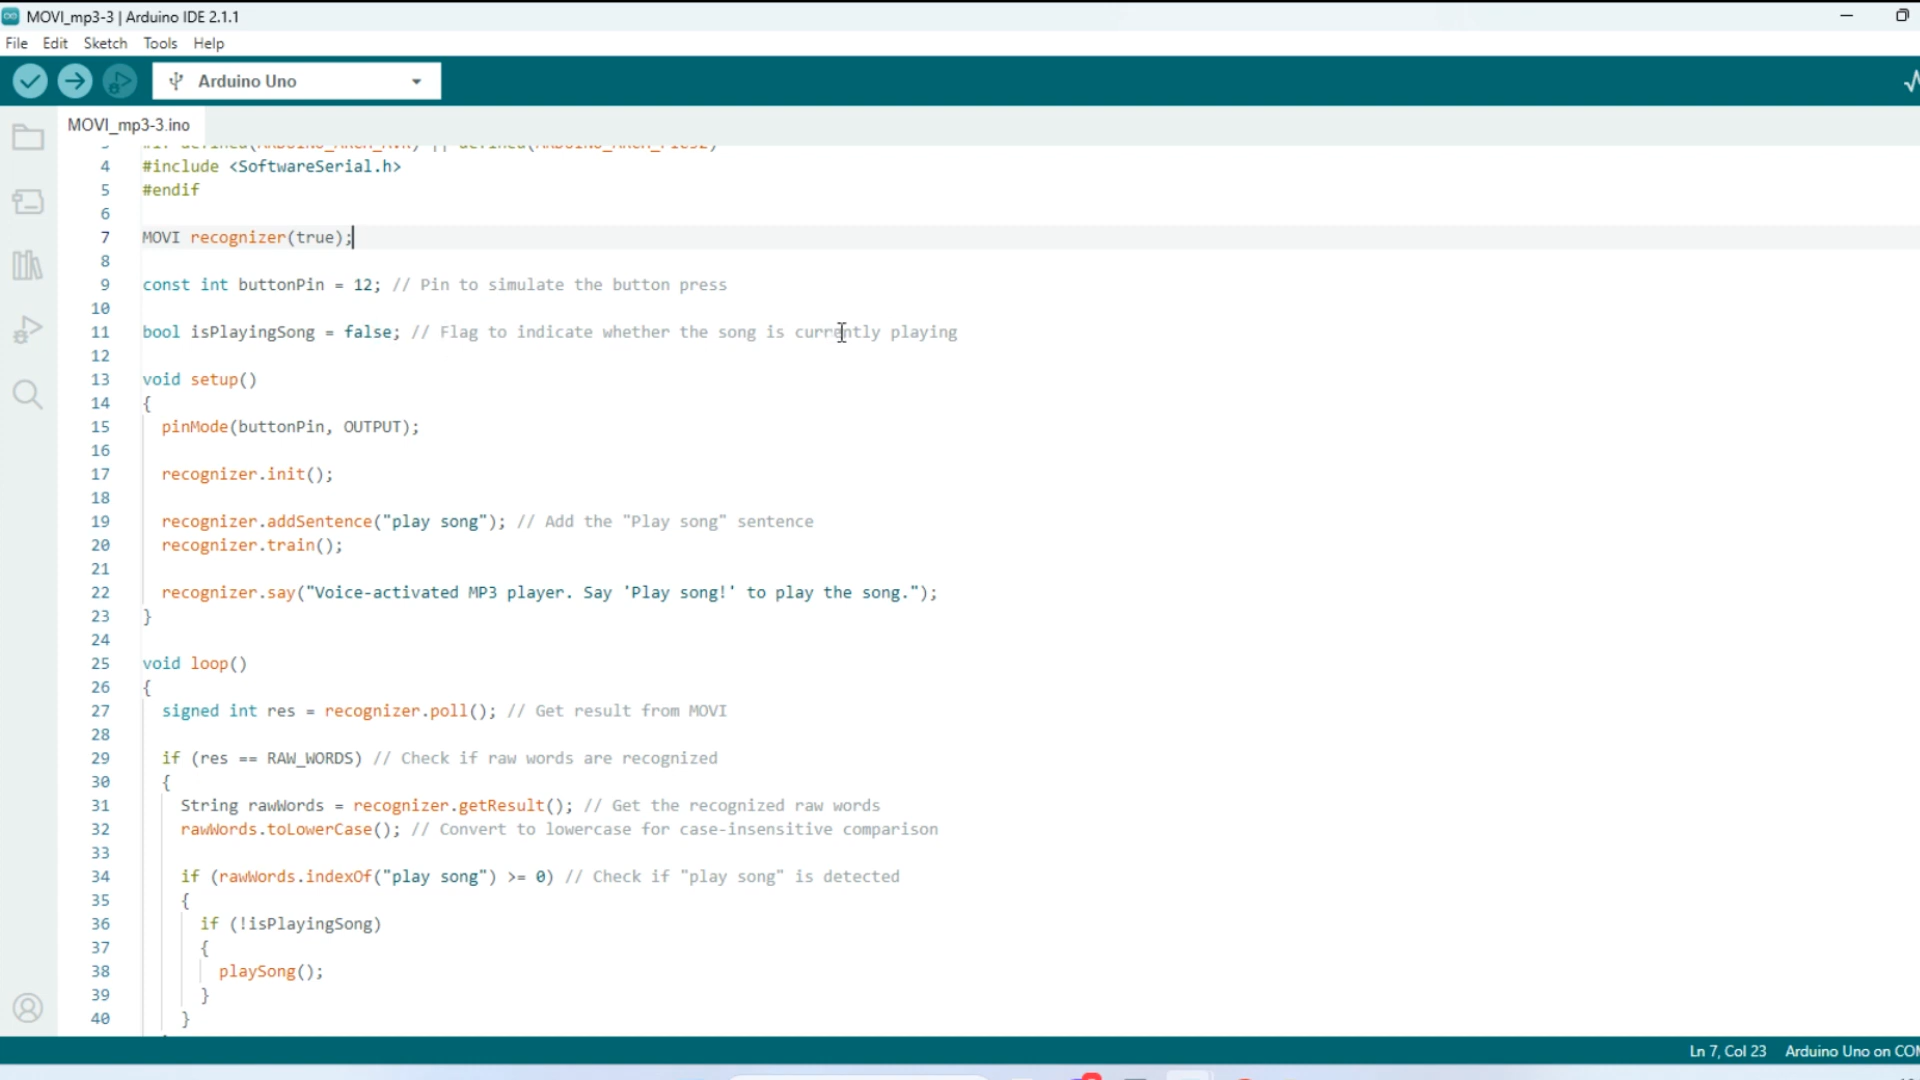 MOVI_mp3-3 | Arduino IDE 2.1.1
File Edit Sketch Tools Help
Arduino Uno
MOVI_mp3-3.ino
4 #include <SoftwareSerial.h>
5 #endif
6
7 MOVI recognizer(true);
8
9 const int buttonPin = 12; // Pin to simulate the button press
10
11 bool isPlayingSong = false; // Flag to indicate whether the song is currently playing
12
13 void setup()
14 {
15 pinMode(buttonPin, OUTPUT);
16
17 recognizer.init();
18
19 recognizer.addSentence("play song"); // Add the "Play song" sentence
20 recognizer.train();
21
22 recognizer.say("Voice-activated MP3 player. Say 'Play song!' to play the song.");
23 }
24
25 void loop()
26 {
27 signed int res = recognizer.poll(); // Get result from MOVI
28
29 if (res == RAW_WORDS) // Check if raw words are recognized
30 {
31 String rawWords = recognizer.getResult(); // Get the recognized raw words
32 rawWords.toLowerCase(); // Convert to lowercase for case-insensitive comparison
33
34 if (rawWords.indexOf("play song") >= 0) // Check if "play song" is detected
35 {
36 if (!isPlayingSong)
37 {
38 playSong();
39 }
40 }
Ln 7, Col 23 Arduino Uno on